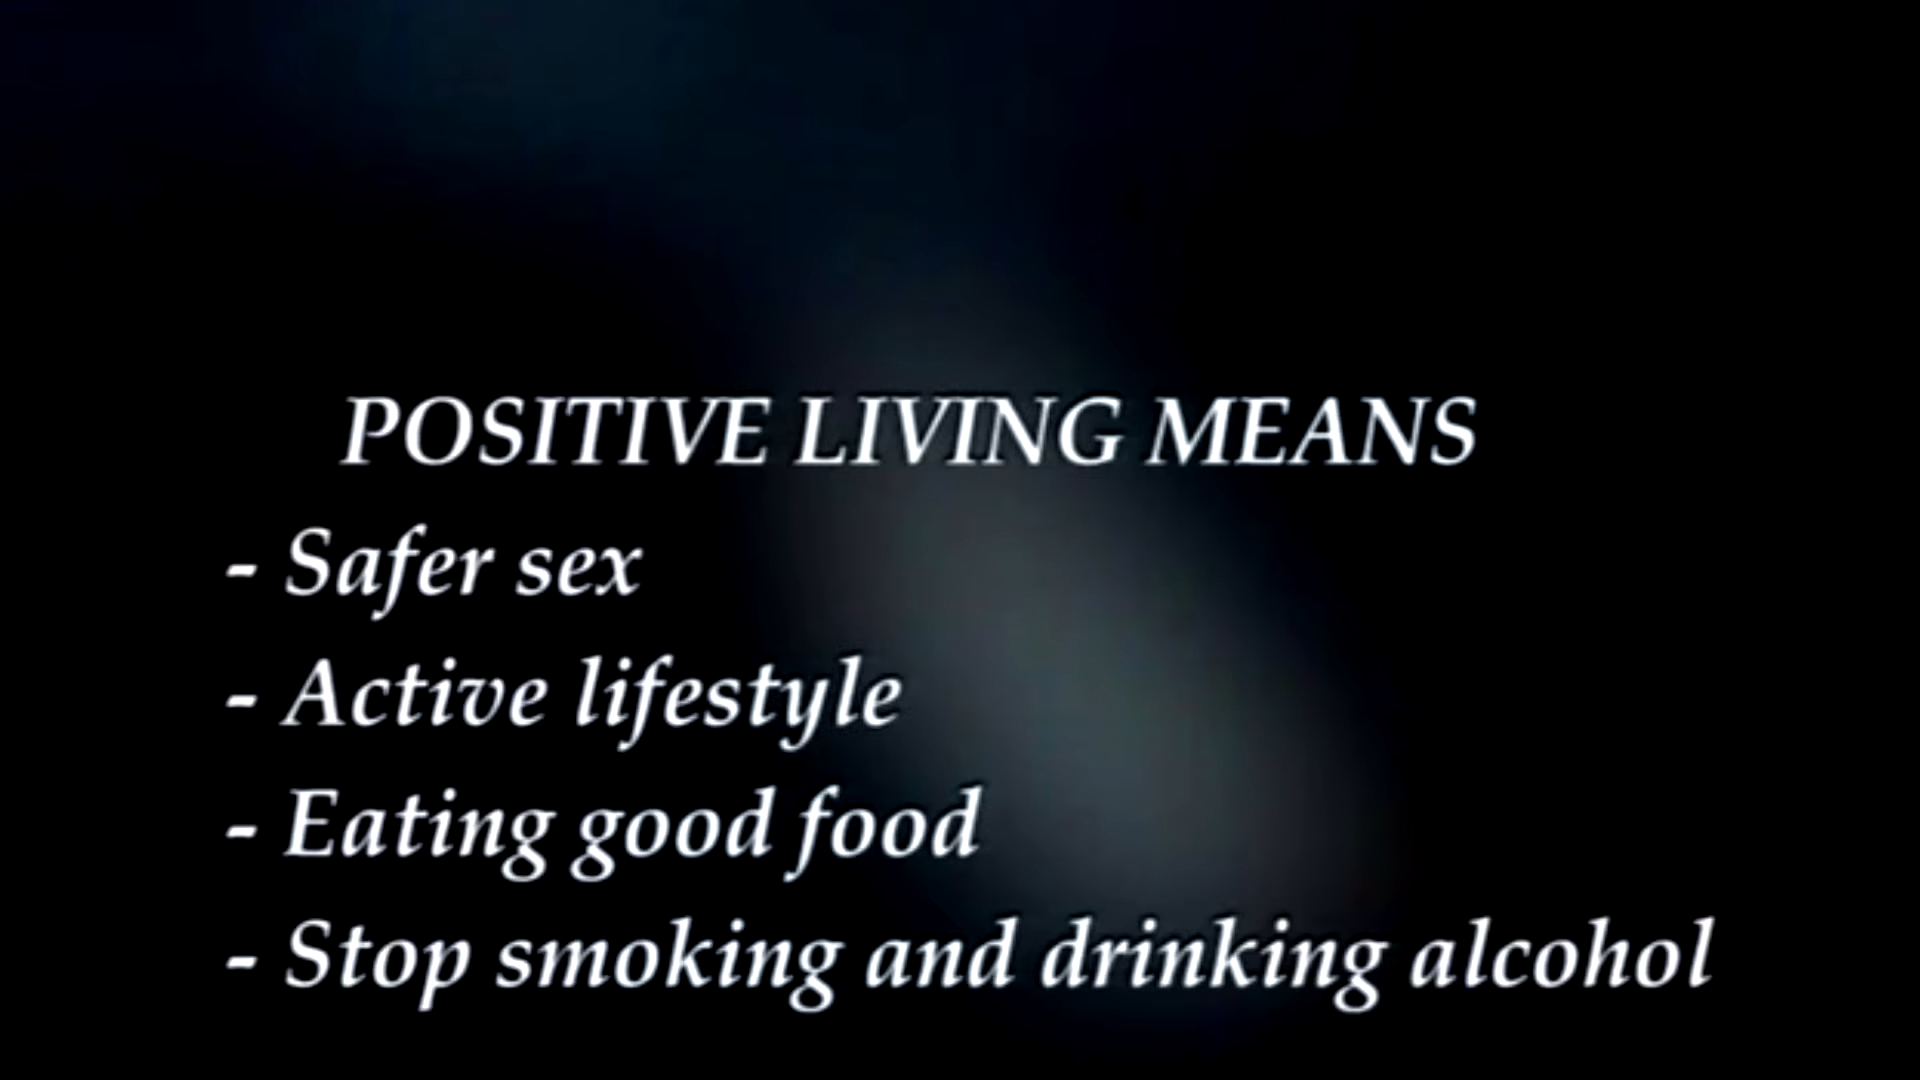 POSITIVE LIVING MEANS
- Safer sex
- Active lifestyle
- Eating good food
- Stop smoking and drinking alcohol